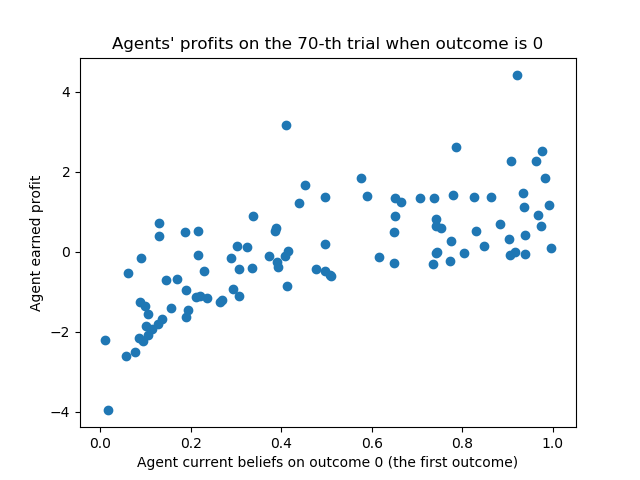 Agents' profits on the 70-th trial when outcome is 0
4
2
0
−2
−4
Agent earned profit
0.0 0.2 0.4 0.6 0.8 1.0
Agent current beliefs on outcome 0 (the first outcome)